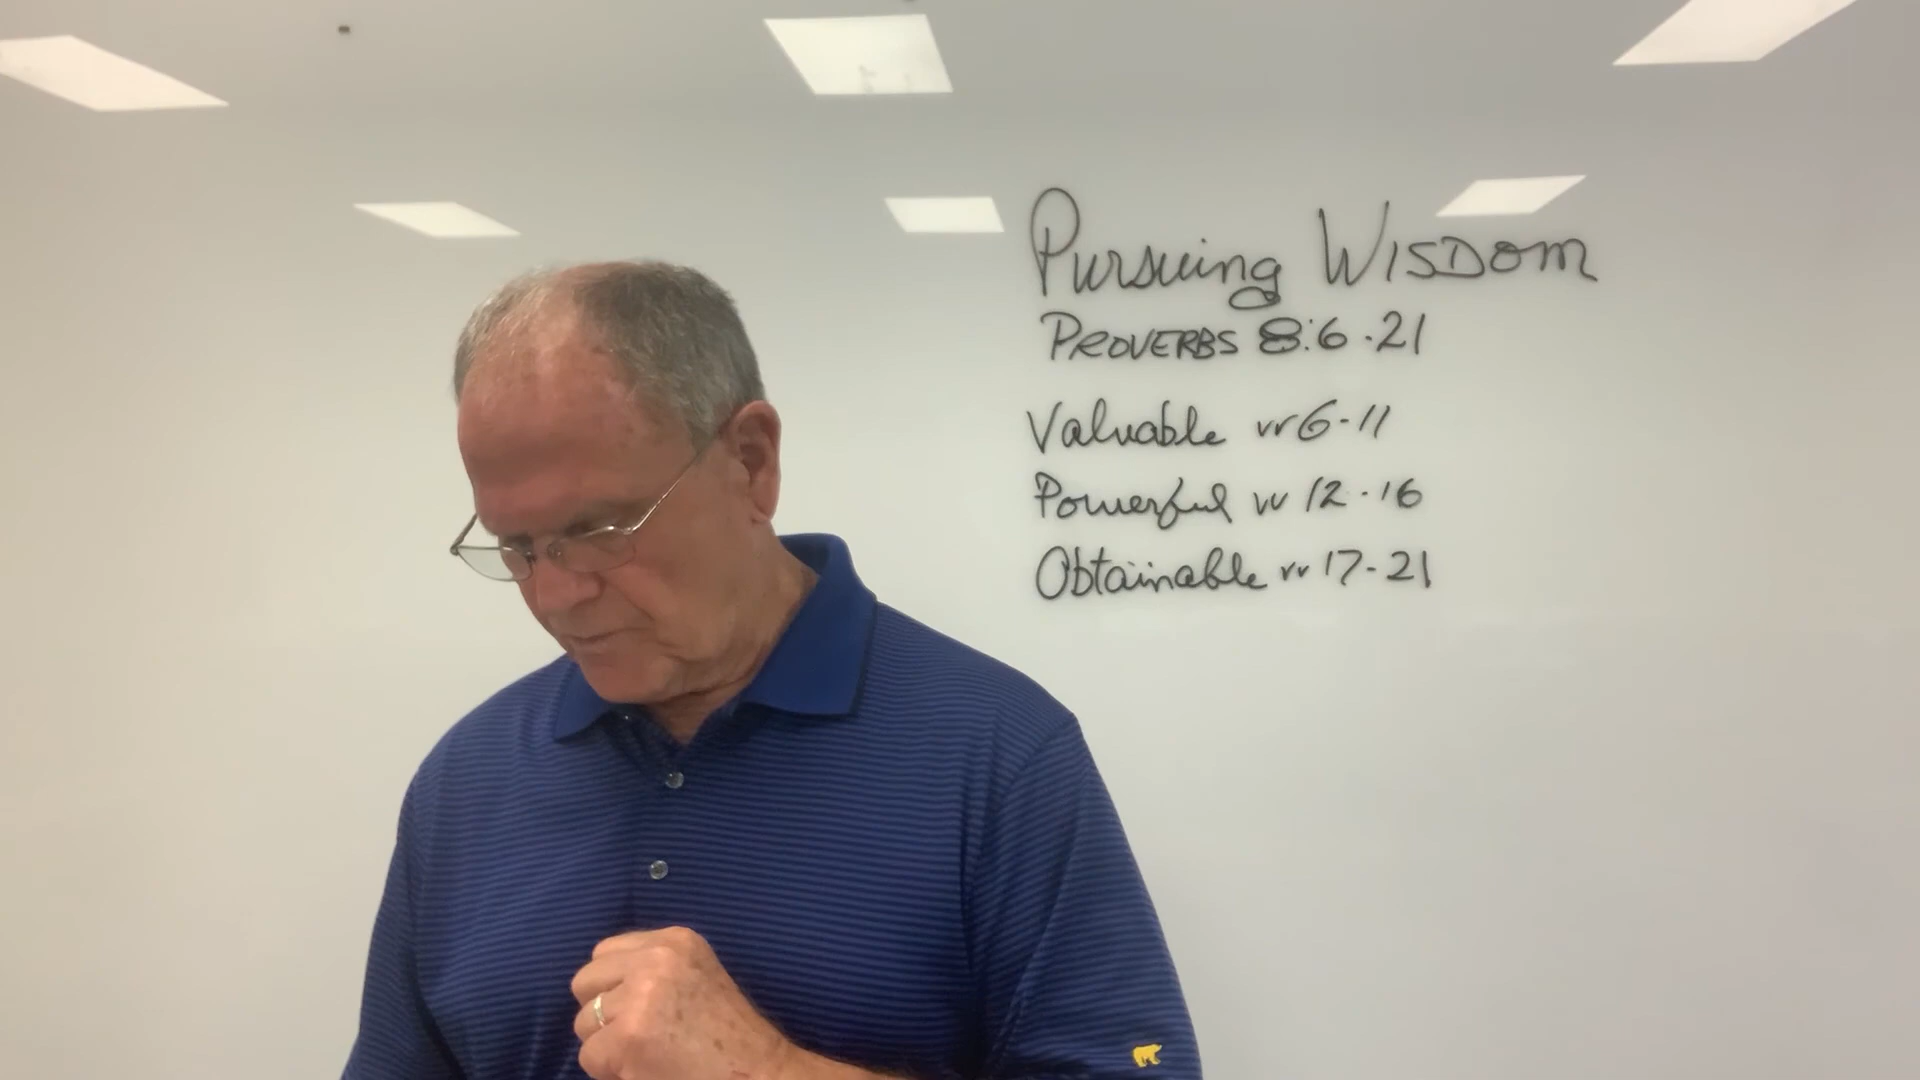 Pursuing WISDOM
PROVERBS 8:6-21
Valuable vv 6-11
Powerful vv 12-16
Obtainable vv 17-21